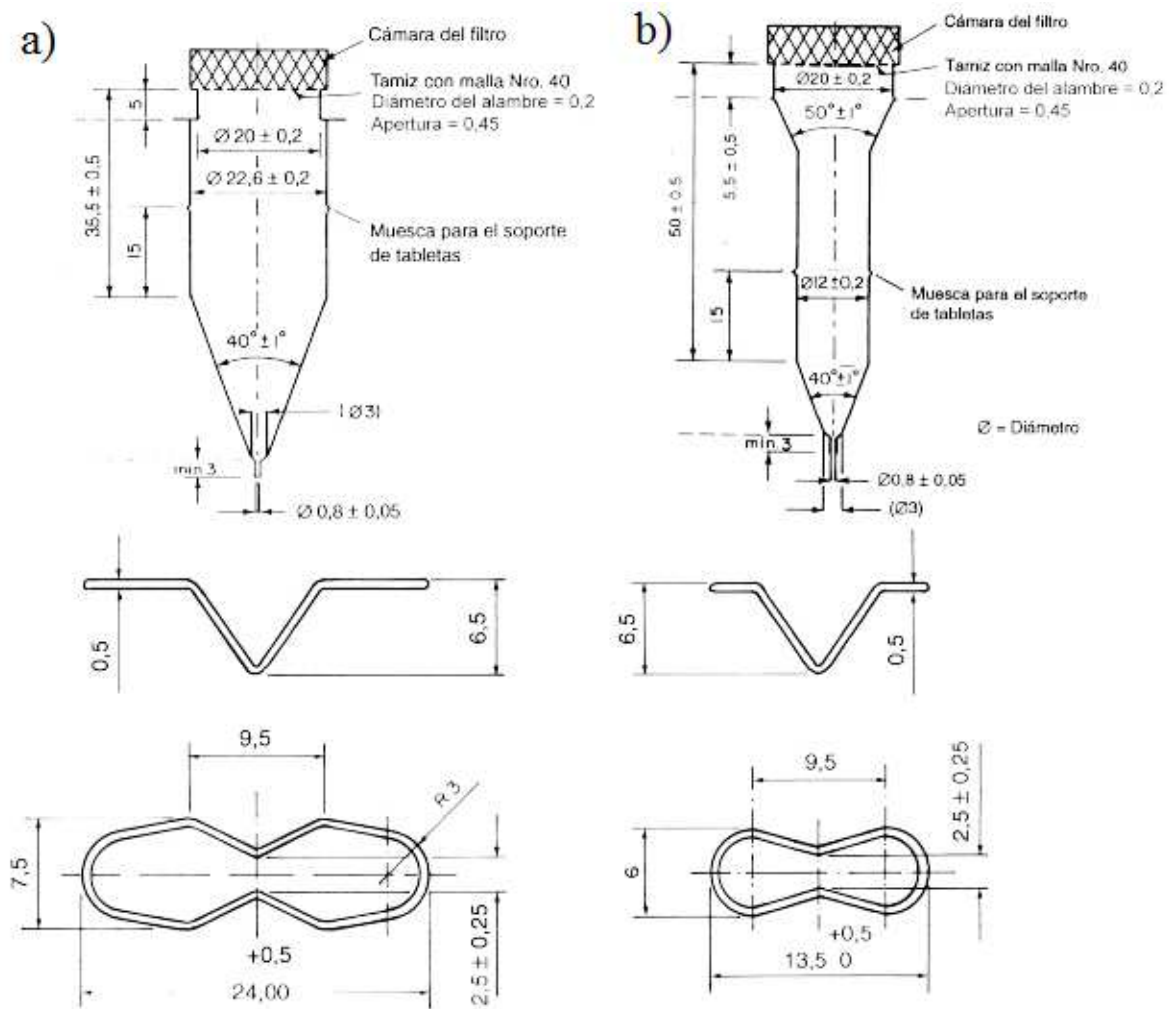 a)
Cámara del filtro
Tamiz con malla Nro. 40
Diámetro del alambre = 0,2
Apertura = 0,45
5
Ø 20 ± 0,2
Ø 22,6 ± 0,2
35,5 ± 0,5
15
Muesca para el soporte
de tabletas
40° ± 1°
(Ø3)
min.3
Ø 0,8 ± 0,05
0,5
6,5
9,5
R 3
7,5
2,5 ± 0,25
+0,5
24,00
b)
Cámara del filtro
Tamiz con malla Nro. 40
Diámetro del alambre = 0,2
Apertura = 0,45
Ø20 ± 0,2
50° ± 1°
5,5 ± 0,5
50 ± 0.5
Muesca para el soporte
de tabletas
Ø12 ± 0,2
15
40° ± 1°
Ø = Diámetro
min.3
Ø0,8 ± 0,05
(Ø3)
6,5
0,5
9,5
6
2,5 ± 0,25
+0,5
13,5 0